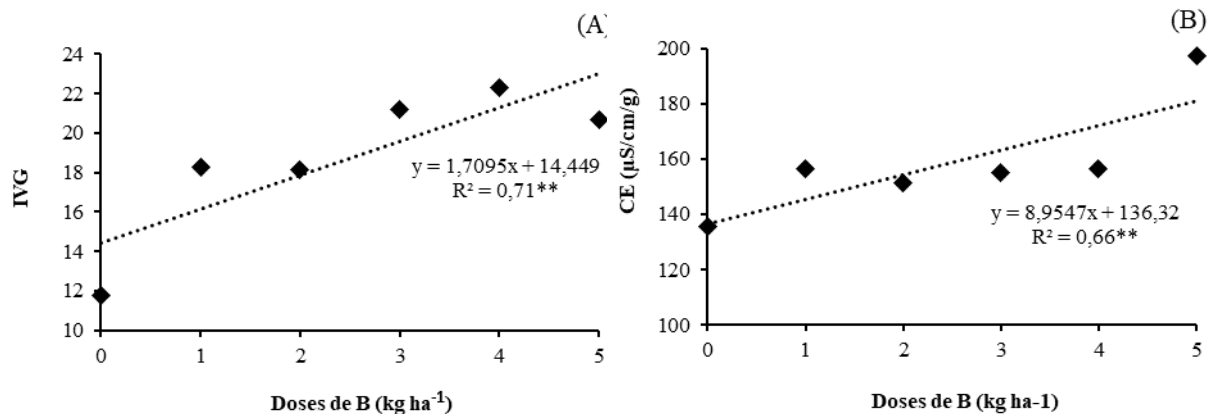 (A)
24
22
20
18
16
14
12
10
IVG
y = 1,7095x + 14,449
R² = 0,71**
0 1 2 3 4 5
Doses de B (kg ha⁻¹)
(B)
200
180
160
140
120
100
CE (µS/cm/g)
y = 8,9547x + 136,32
R² = 0,66**
0 1 2 3 4 5
Doses de B (kg ha-1)